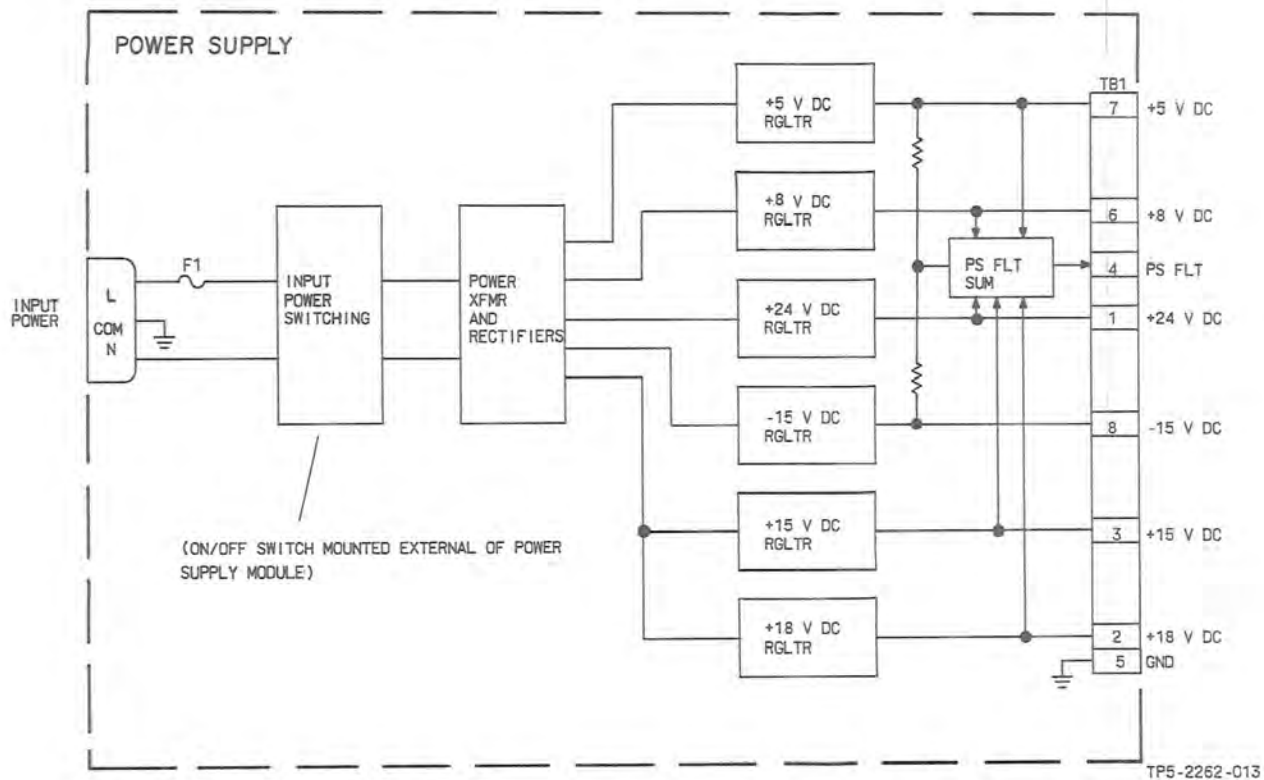 POWER SUPPLY
INPUT
POWER
L
COM
N
F1
INPUT
POWER
SWITCHING
POWER
XFMR
AND
RECTIFIERS
(ON/OFF SWITCH MOUNTED EXTERNAL OF POWER
SUPPLY MODULE)
+5 V DC
RGLTR
+8 V DC
RGLTR
+24 V DC
RGLTR
-15 V DC
RGLTR
+15 V DC
RGLTR
+18 V DC
RGLTR
PS FLT
SUM
TB1
7 +5 V DC
6 +8 V DC
4 PS FLT
1 +24 V DC
8 -15 V DC
3 +15 V DC
2 +18 V DC
5 GND
TP5-2262-013